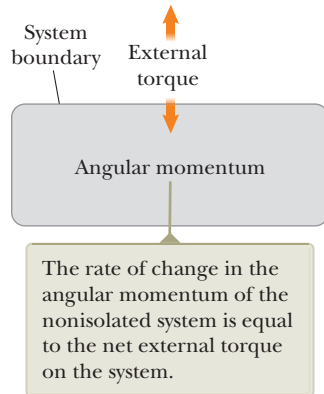 System
boundary
External
torque
Angular momentum
The rate of change in the
angular momentum of the
nonisolated system is equal
to the net external torque
on the system.